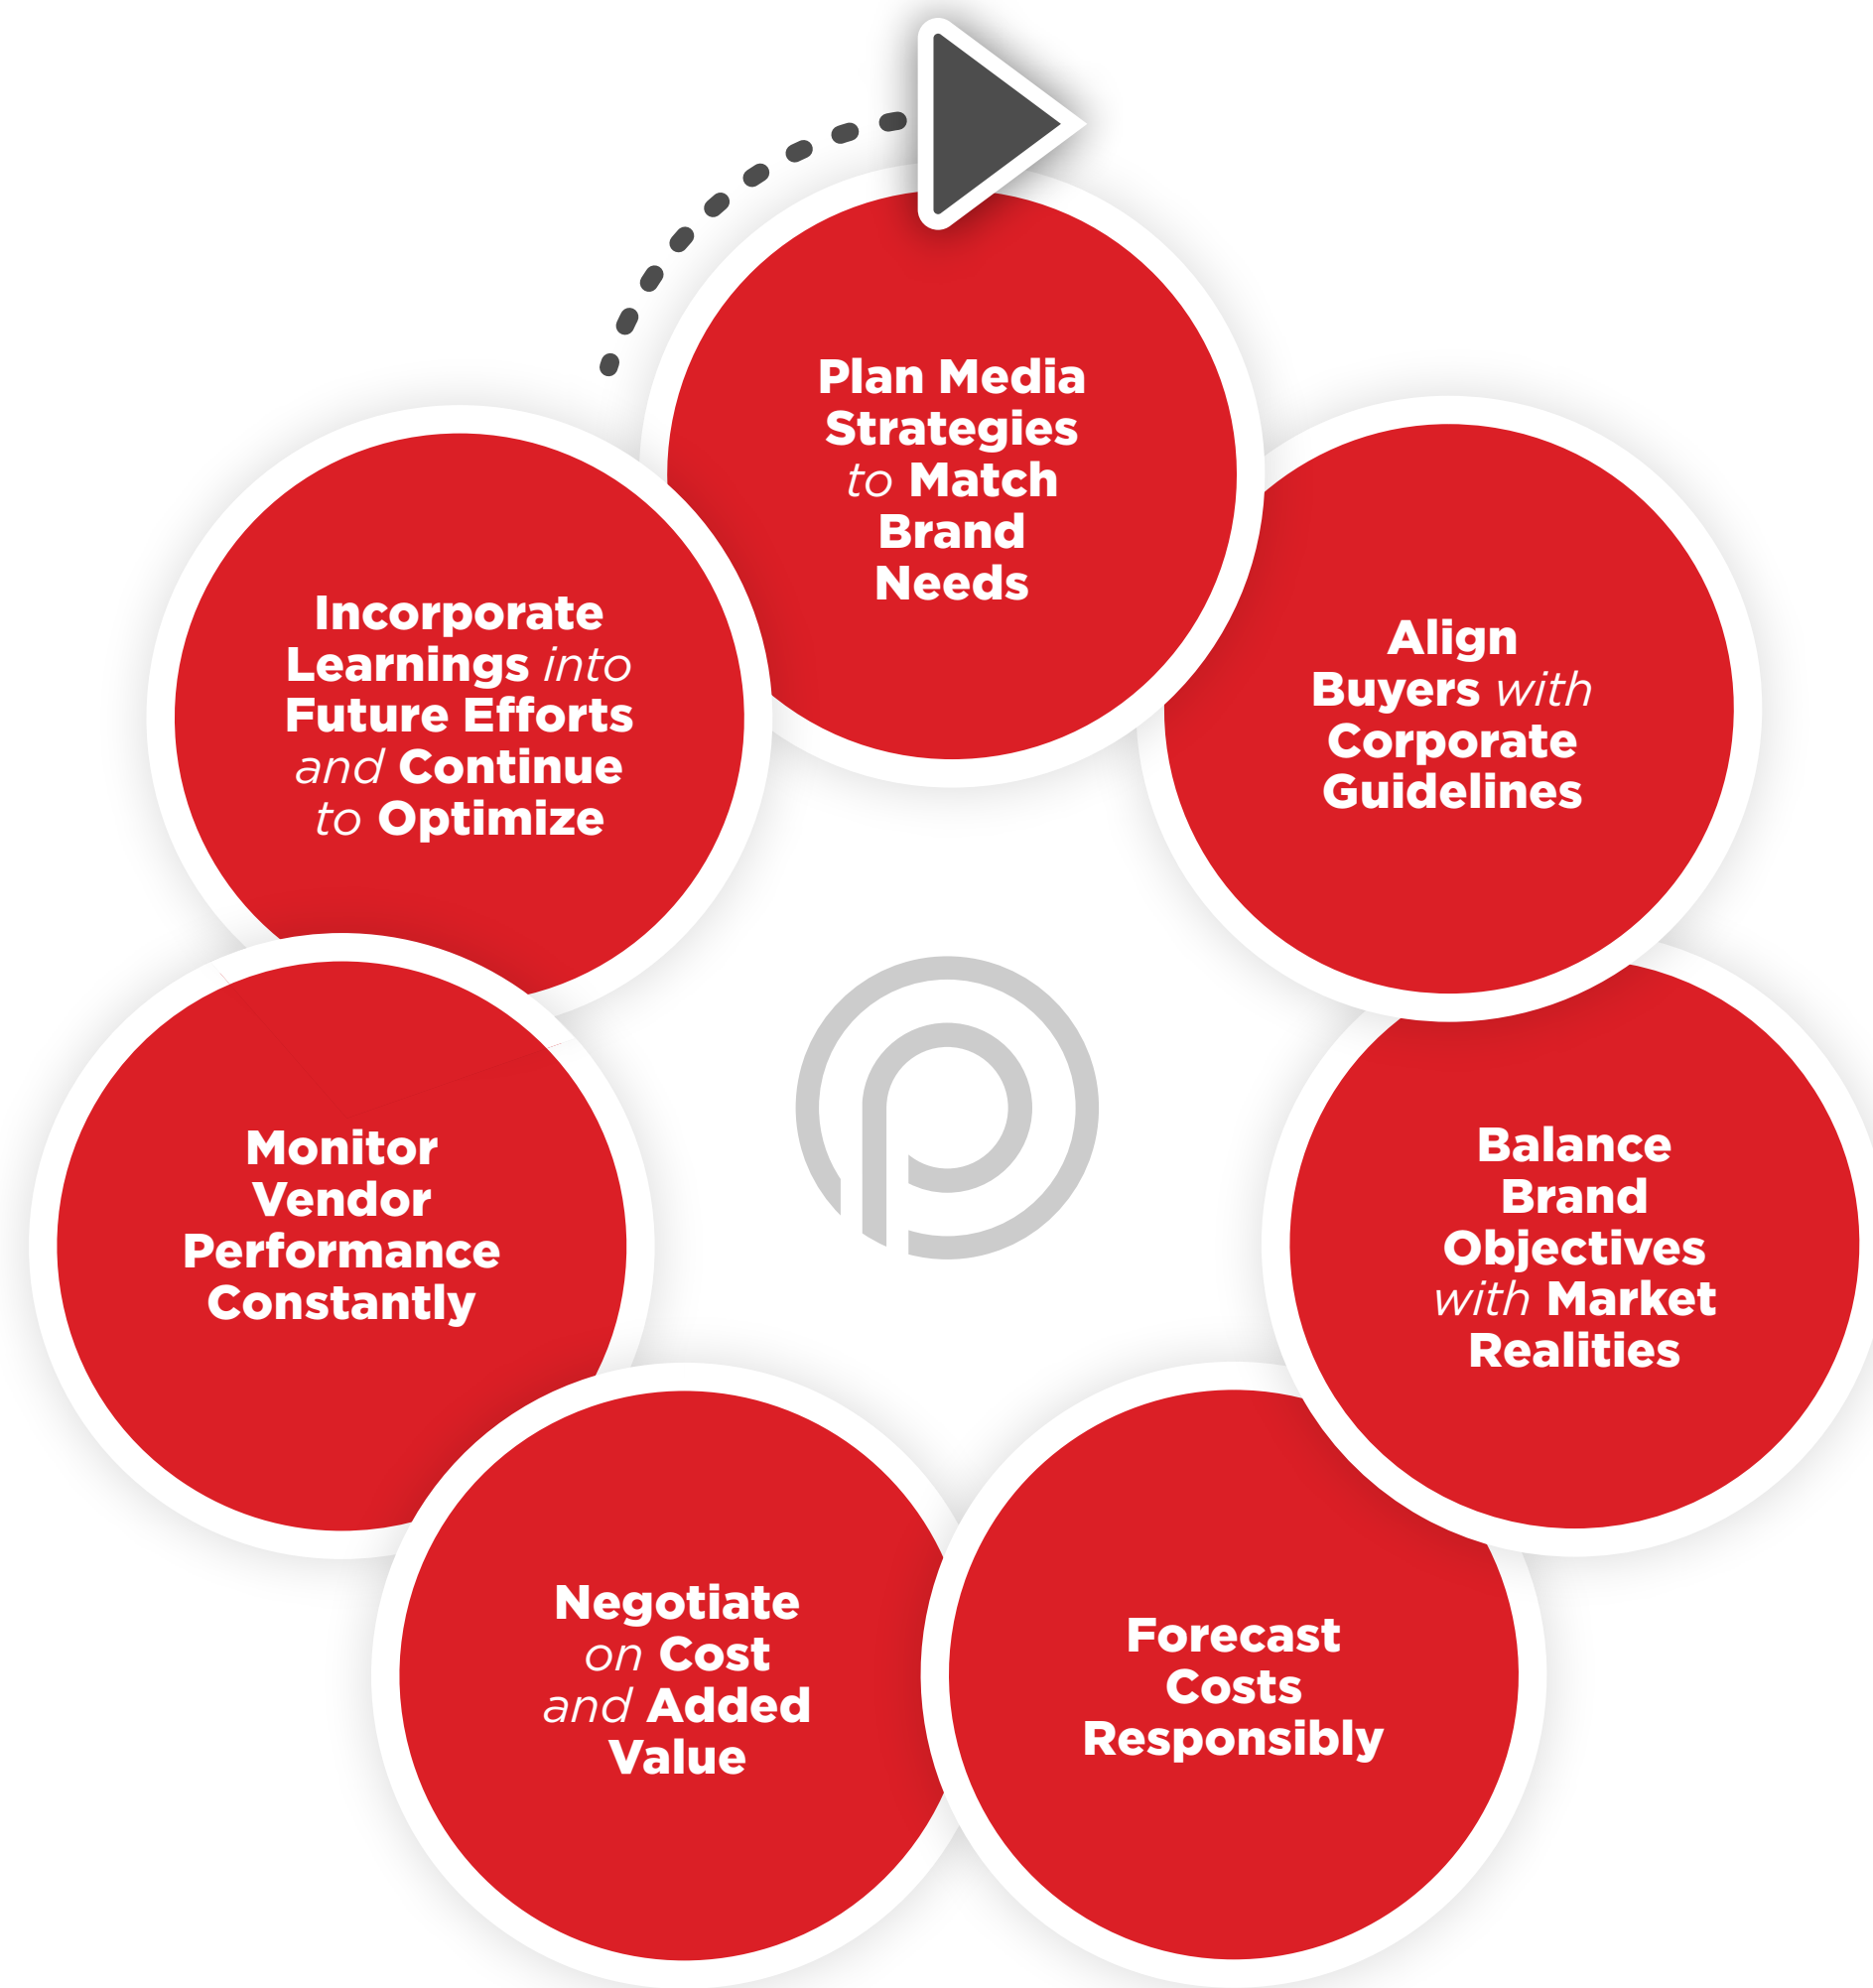 Plan Media
Strategies
to Match
Brand
Needs
Align
Buyers with
Corporate
Guidelines
Balance
Brand
Objectives
with Market
Realities
Forecast
Costs
Responsibly
Negotiate
on Cost
and Added
Value
Monitor
Vendor
Performance
Constantly
Incorporate
Learnings into
Future Efforts
and Continue
to Optimize